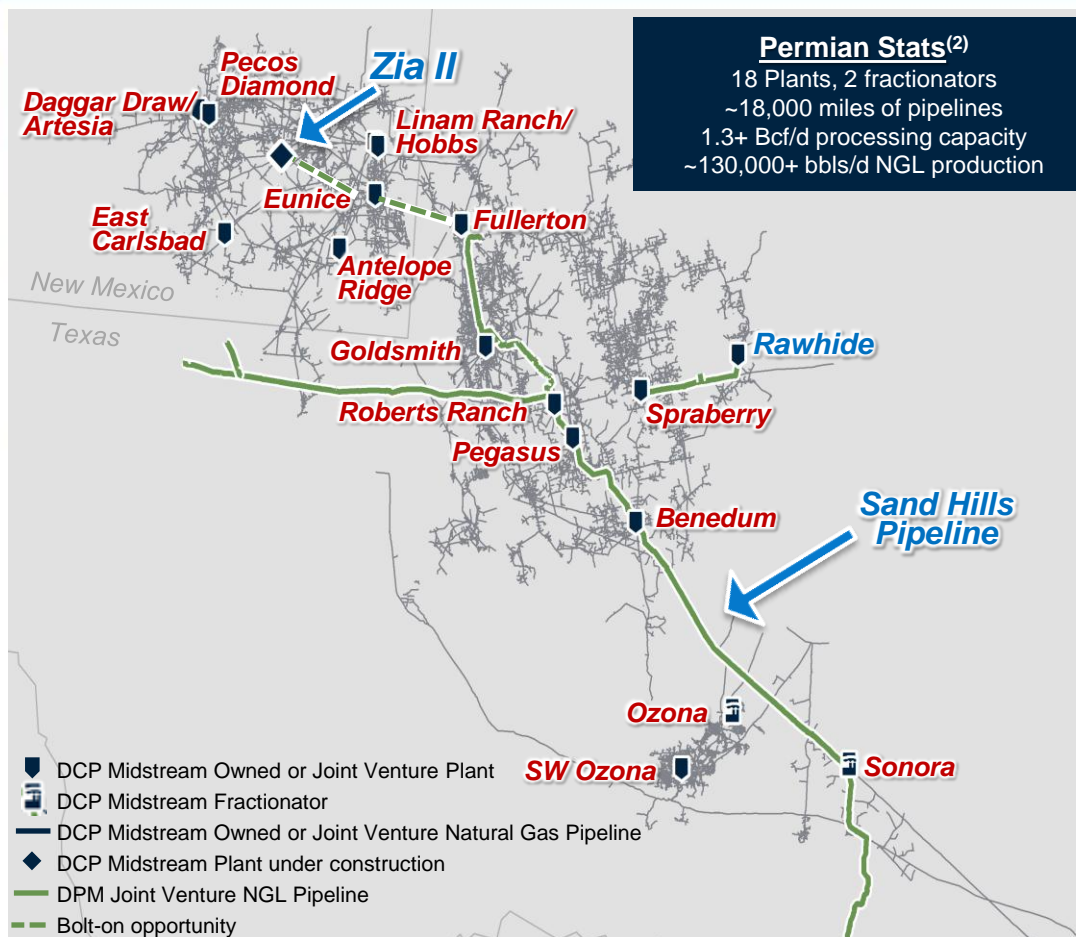 Permian Stats(2)
18 Plants, 2 fractionators
~18,000 miles of pipelines
1.3+ Bcf/d processing capacity
~130,000+ bbls/d NGL production
Pecos
Diamond
Zia II
Daggar Draw/
Artesia
Linam Ranch/
Hobbs
Eunice
East
Carlsbad
Fullerton
Antelope
Ridge
New Mexico
Texas
Goldsmith
Rawhide
Roberts Ranch
Spraberry
Pegasus
Benedum
Sand Hills
Pipeline
Ozona
SW Ozona
Sonora
DCP Midstream Owned or Joint Venture Plant
DCP Midstream Fractionator
DCP Midstream Owned or Joint Venture Natural Gas Pipeline
DCP Midstream Plant under construction
DPM Joint Venture NGL Pipeline
Bolt-on opportunity